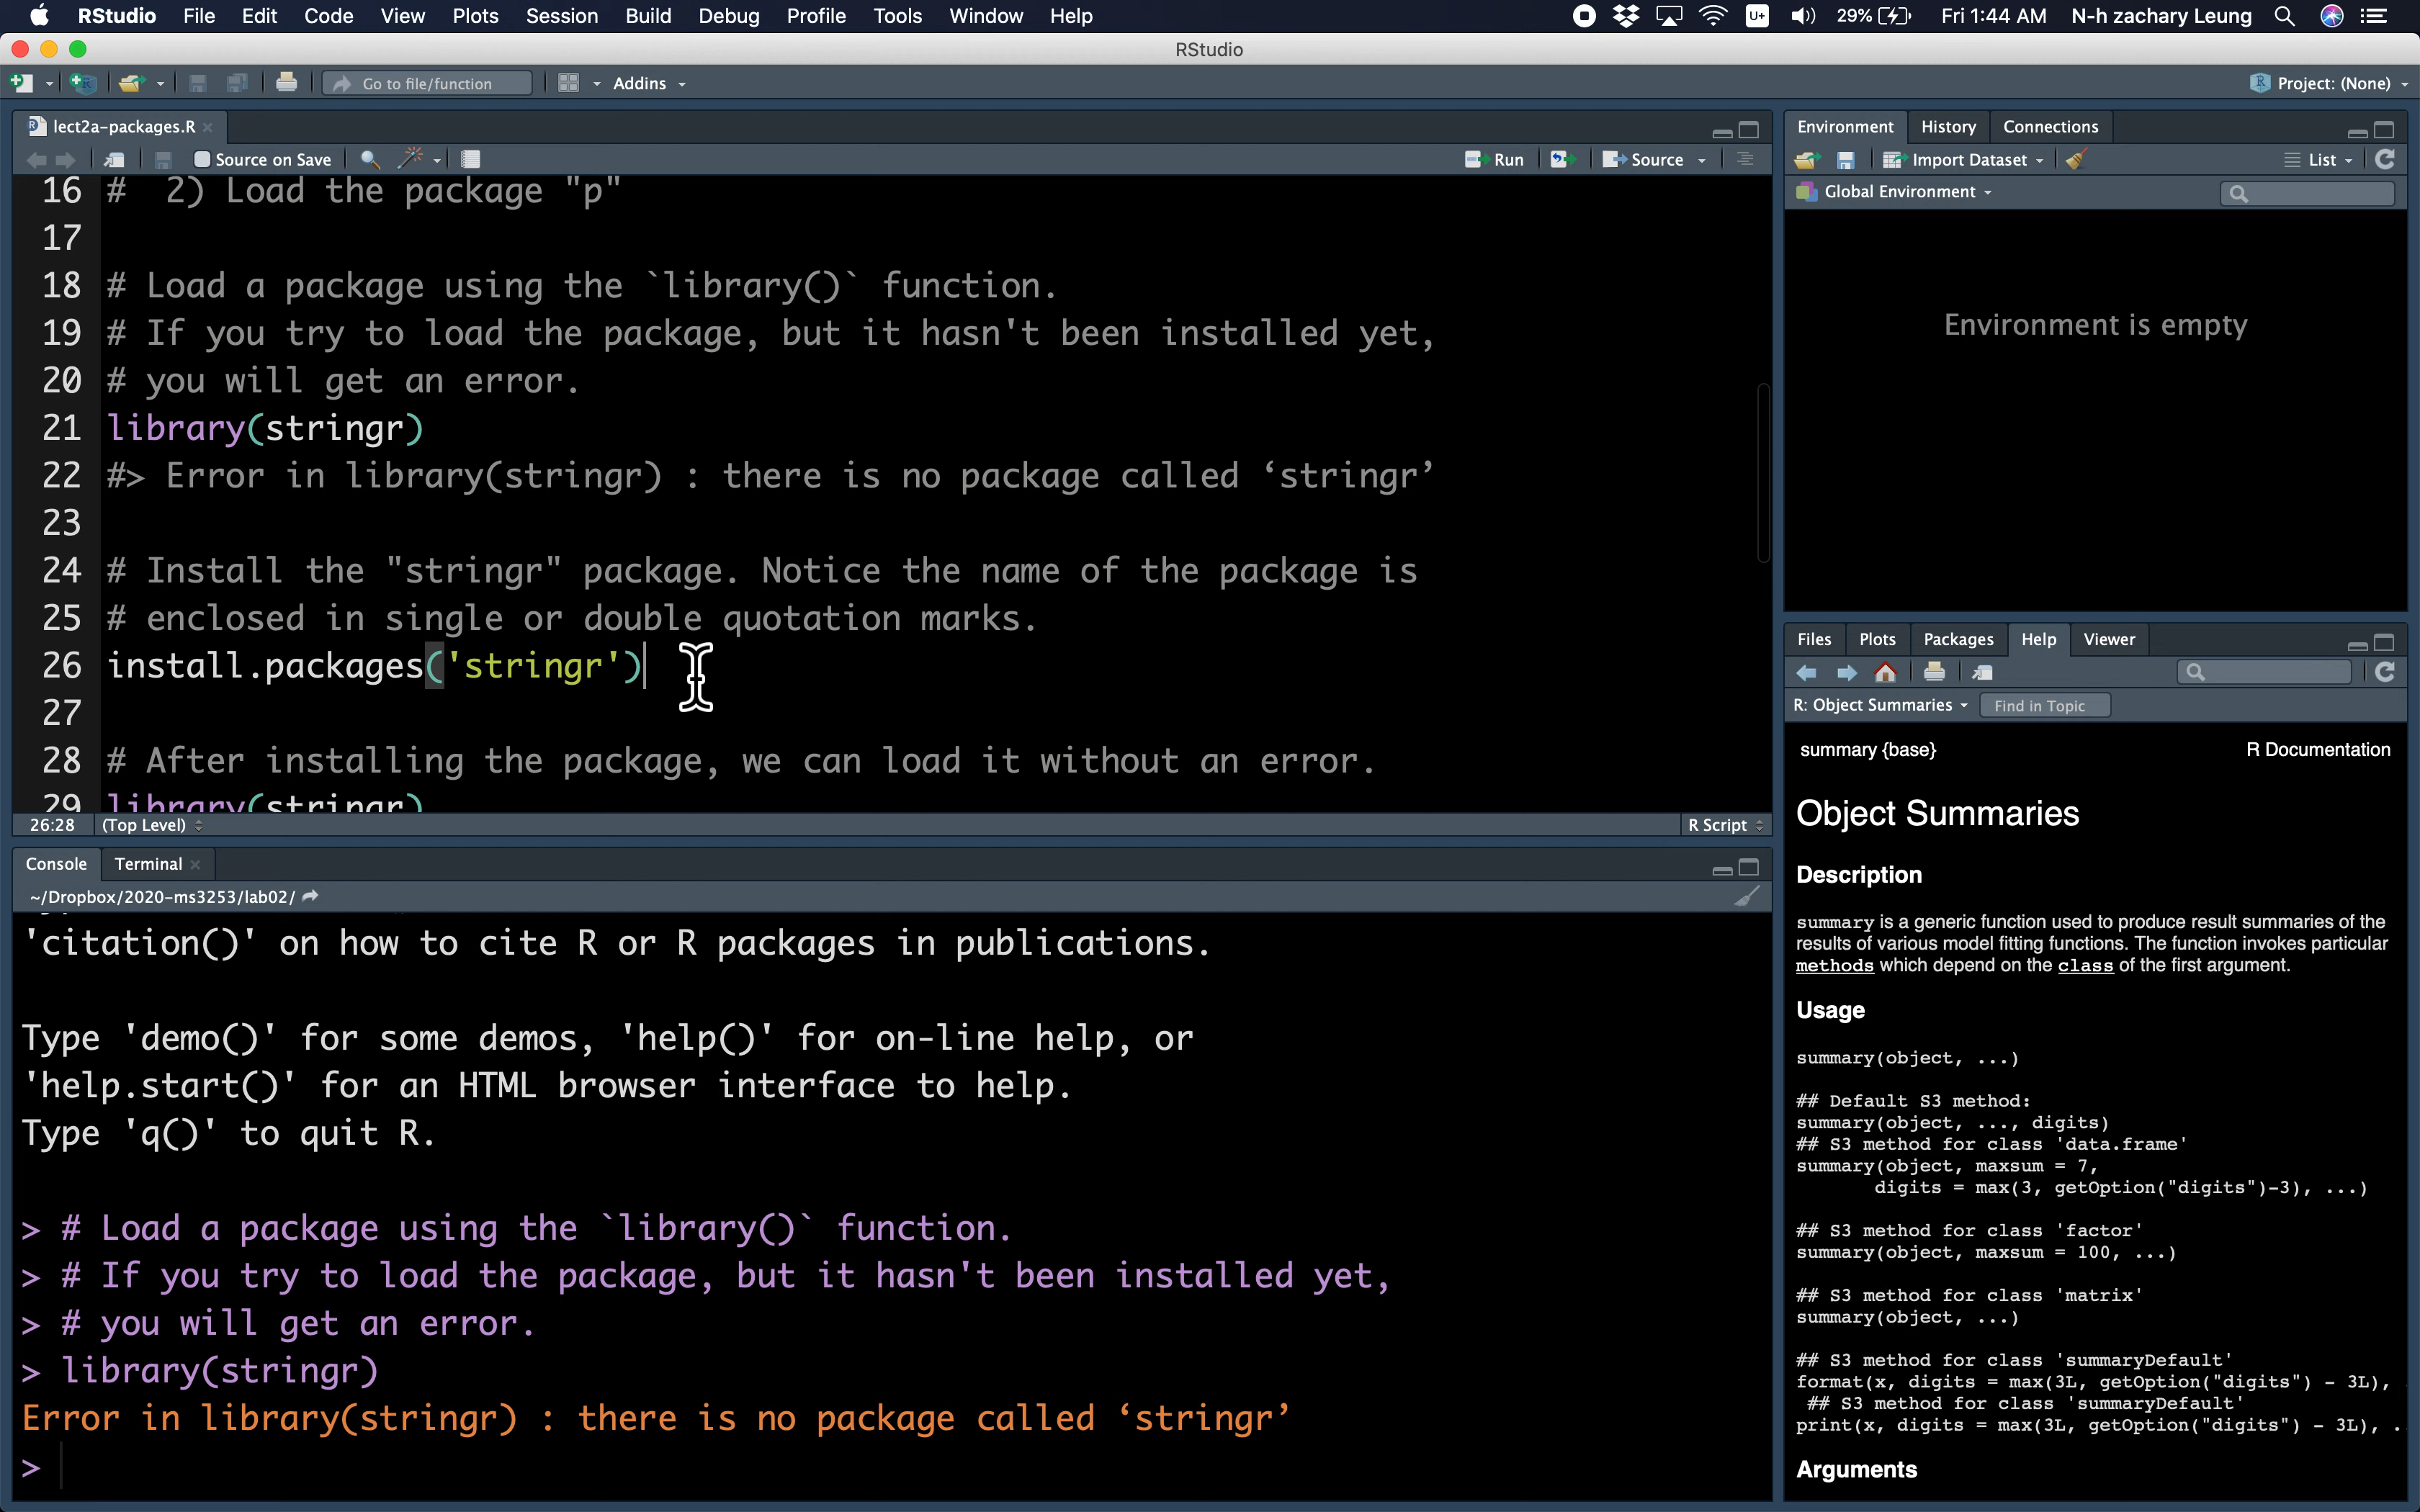 RStudio File Edit Code View Plots Session Build Debug Profile Tools Window Help U+ 29% Fri 1:44 AM N-h zachary Leung
RStudio
Go to file/function Addins Project: (None)
lect2a-packages.R
Source on Save Run Source
16 # 2) Load the package "p"
17
18 # Load a package using the `library()` function.
19 # If you try to load the package, but it hasn't been installed yet,
20 # you will get an error.
21 library(stringr)
22 #> Error in library(stringr) : there is no package called ‘stringr’
23
24 # Install the "stringr" package. Notice the name of the package is
25 # enclosed in single or double quotation marks.
26 install.packages('stringr')
27
28 # After installing the package, we can load it without an error.
29 library(stringr)
26:28 (Top Level) R Script
Console Terminal
~/Dropbox/2020-ms3253/lab02/
'citation()' on how to cite R or R packages in publications.
Type 'demo()' for some demos, 'help()' for on-line help, or
'help.start()' for an HTML browser interface to help.
Type 'q()' to quit R.
> # Load a package using the `library()` function.
> # If you try to load the package, but it hasn't been installed yet,
> # you will get an error.
> library(stringr)
Error in library(stringr) : there is no package called ‘stringr’
>
Environment History Connections
Import Dataset List
Global Environment
Environment is empty
Files Plots Packages Help Viewer
R: Object Summaries Find in Topic
summary {base} R Documentation
Object Summaries
Description
summary is a generic function used to produce result summaries of the
results of various model fitting functions. The function invokes particular
methods which depend on the class of the first argument.
Usage
summary(object, ...)
## Default S3 method:
summary(object, ..., digits)
## S3 method for class 'data.frame'
summary(object, maxsum = 7,
digits = max(3, getOption("digits")-3), ...)
## S3 method for class 'factor'
summary(object, maxsum = 100, ...)
## S3 method for class 'matrix'
summary(object, ...)
## S3 method for class 'summaryDefault'
format(x, digits = max(3L, getOption("digits") - 3L),
## S3 method for class 'summaryDefault'
print(x, digits = max(3L, getOption("digits") - 3L), .
Arguments